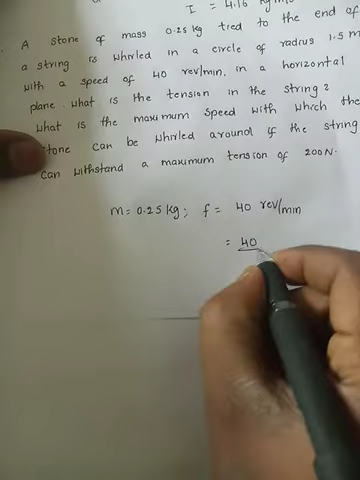 I = 4.16
A stone of mass 0.25 kg tied to the end of
a string is whirled in a circle of radius 1.5 m
with a speed of 40 rev/min. in a horizontal
plane. what is the tension in the string?
what is the maximum speed with which the
stone can be whirled around if the string
can withstand a maximum tension of 200N.
m = 0.25 kg; f = 40 rev/min
= 40